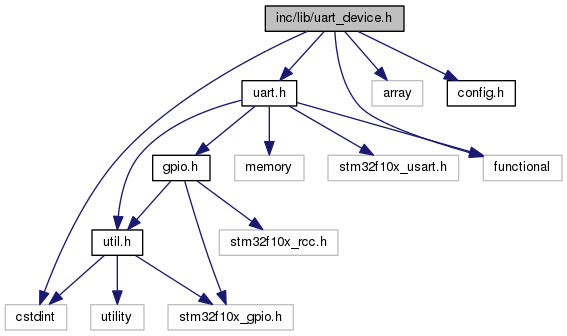 inc/lib/uart_device.h
uart.h
array
config.h
gpio.h
memory
stm32f10x_usart.h
functional
util.h
stm32f10x_rcc.h
cstdint
utility
stm32f10x_gpio.h